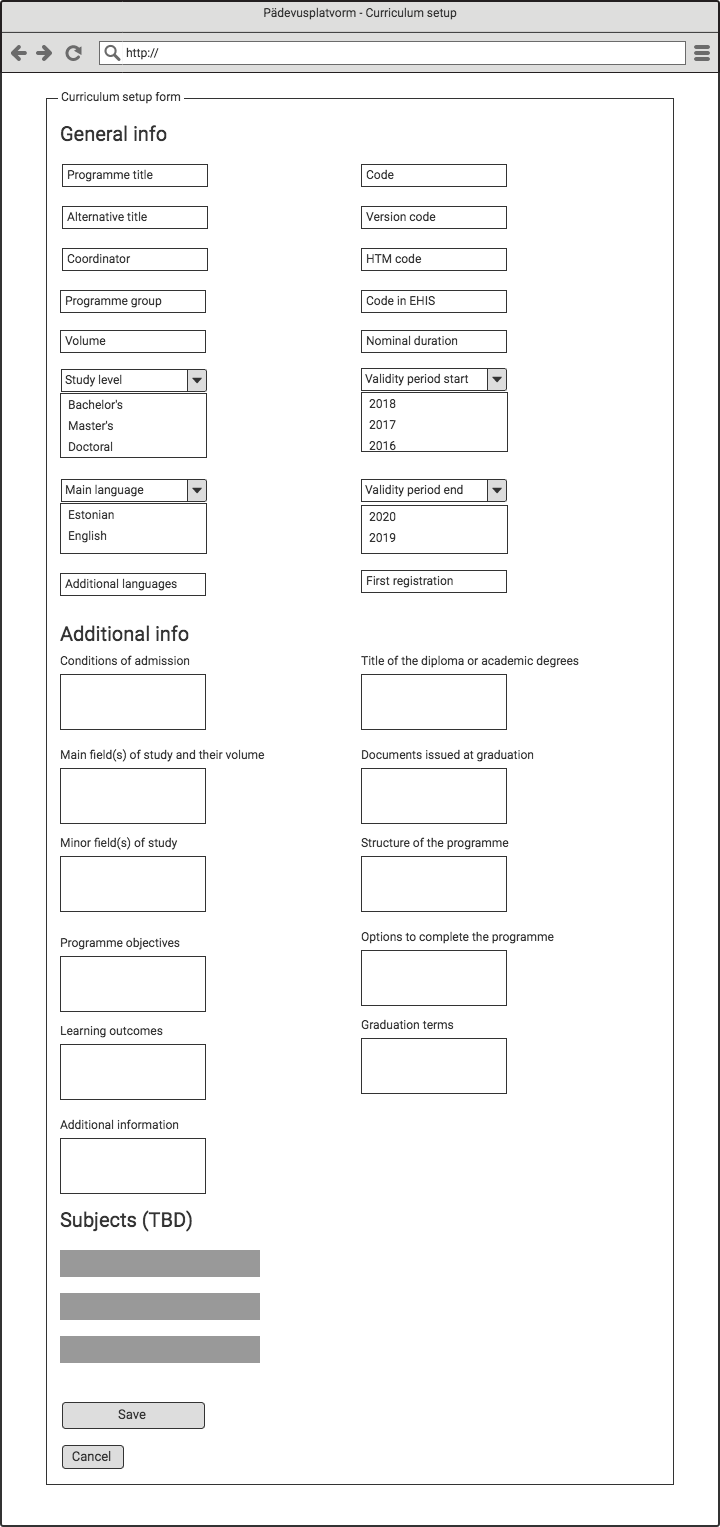 Pädevusplatvorm - Curriculum setup
http://
Curriculum setup form
General info
Programme title
Code
Alternative title
Version code
Coordinator
HTM code
Programme group
Code in EHIS
Volume
Nominal duration
Study level
Validity period start
Bachelor's
2018
Master's
2017
Doctoral
2016
Main language
Validity period end
Estonian
2020
English
2019
Additional languages
First registration
Additional info
Conditions of admission
Title of the diploma or academic degrees
Main field(s) of study and their volume
Documents issued at graduation
Minor field(s) of study
Structure of the programme
Programme objectives
Options to complete the programme
Learning outcomes
Graduation terms
Additional information
Subjects (TBD)
Save
Cancel